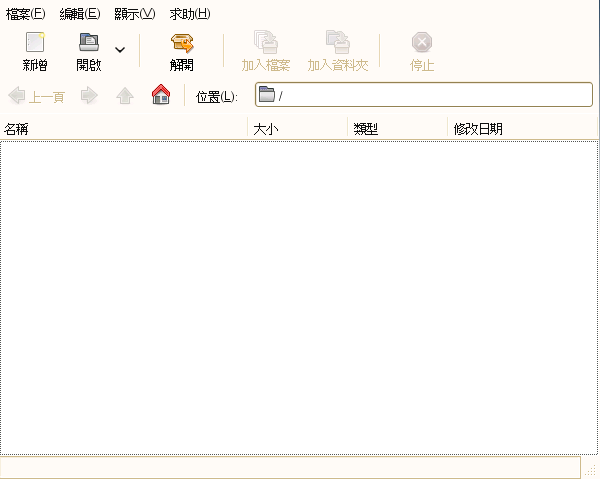 檔案(F) 編輯(E) 顯示(V) 求助(H)
新增 開啟 解開 加入檔案 加入資料夾 停止
上一頁 位置(L): /
名稱 大小 類型 修改日期